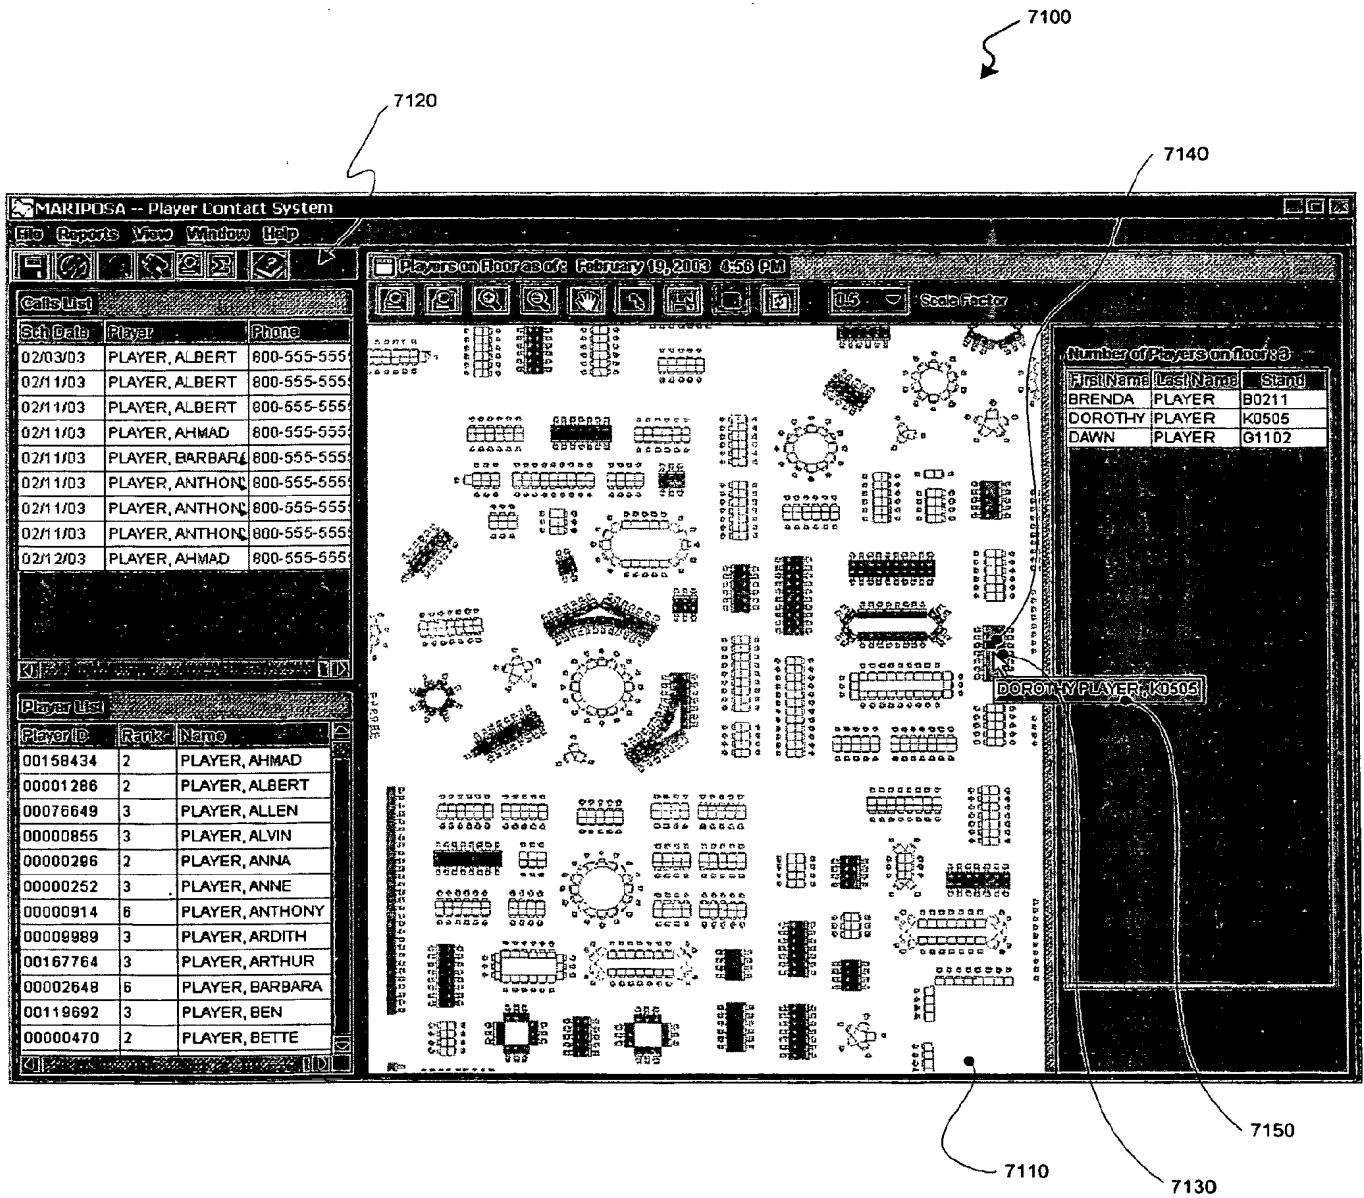 7100
7120
7140
MARIPOSA -- Player Contact System
File Reports View Window Help
Players on Floor as of: February 19, 2003 4:56 PM
0.5 Scale Factor
Calls List
Sch Date Player Phone
02/03/03 PLAYER, ALBERT 800-555-555
02/11/03 PLAYER, ALBERT 800-555-555
02/11/03 PLAYER, ALBERT 800-555-555
02/11/03 PLAYER, AHMAD 800-555-555
02/11/03 PLAYER, BARBAR 800-555-555
02/11/03 PLAYER, ANTHON 800-555-555
02/11/03 PLAYER, ANTHON 800-555-555
02/11/03 PLAYER, ANTHON 800-555-555
02/12/03 PLAYER, AHMAD 800-555-555
Player List
Player ID Rank Name
00158434 2 PLAYER, AHMAD
00001286 2 PLAYER, ALBERT
00076649 3 PLAYER, ALLEN
00000855 3 PLAYER, ALVIN
00000296 2 PLAYER, ANNA
00000252 3 PLAYER, ANNE
00000914 6 PLAYER, ANTHONY
00009989 3 PLAYER, ARDITH
00167764 3 PLAYER, ARTHUR
00002648 6 PLAYER, BARBARA
00119692 3 PLAYER, BEN
00000470 2 PLAYER, BETTE
Number of Players on floor: 3
First Name Last Name Stand
BRENDA PLAYER B0211
DOROTHY PLAYER K0505
DAWN PLAYER G1102
DOROTHY PLAYER, K0505
7150
7110
7130